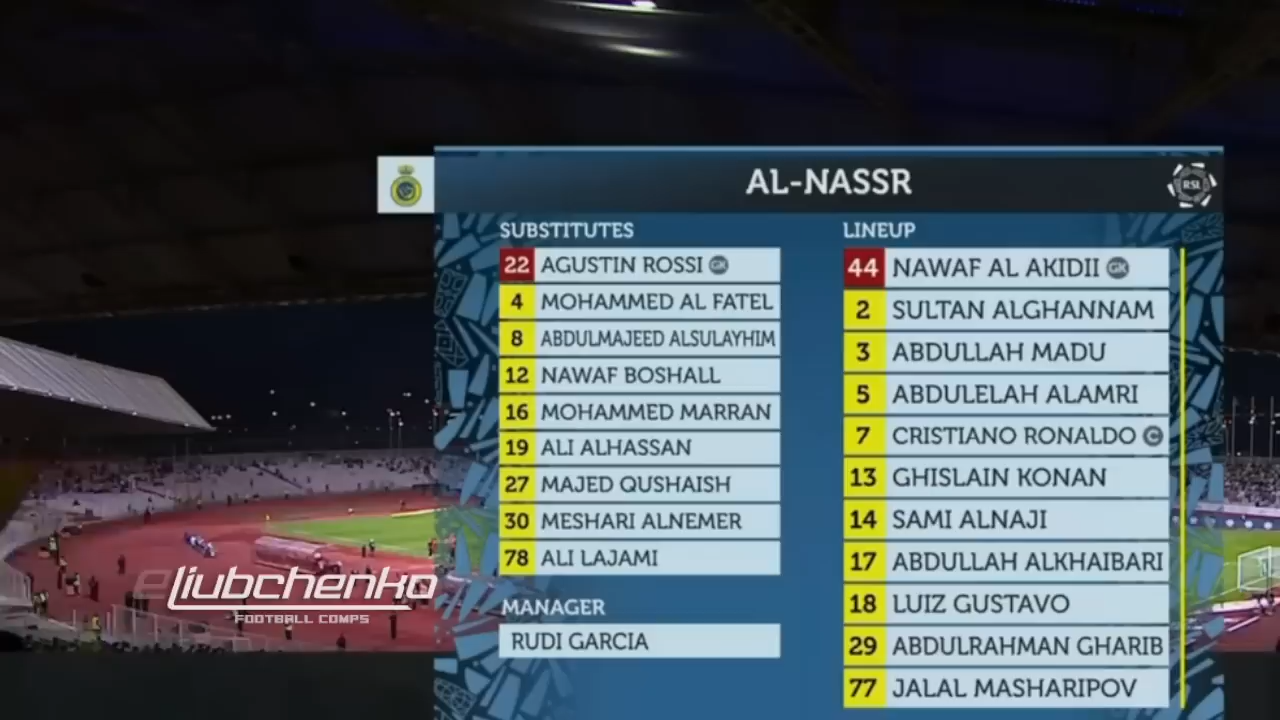 AL-NASSR
RSL
SUBSTITUTES
22 AGUSTIN ROSSI GK
4 MOHAMMED AL FATEL
8 ABDULMAJEED ALSULAYHIM
12 NAWAF BOSHALL
16 MOHAMMED MARRAN
19 ALI ALHASSAN
27 MAJED QUSHAISH
30 MESHARI ALNEMER
78 ALI LAJAMI
MANAGER
RUDI GARCIA
LINEUP
44 NAWAF AL AKIDII GK
2 SULTAN ALGHANNAM
3 ABDULLAH MADU
5 ABDULELAH ALAMRI
7 CRISTIANO RONALDO C
13 GHISLAIN KONAN
14 SAMI ALNAJI
17 ABDULLAH ALKHAIBARI
18 LUIZ GUSTAVO
29 ABDULRAHMAN GHARIB
77 JALAL MASHARIPOV
eLiubchenko
FOOTBALL COMPS